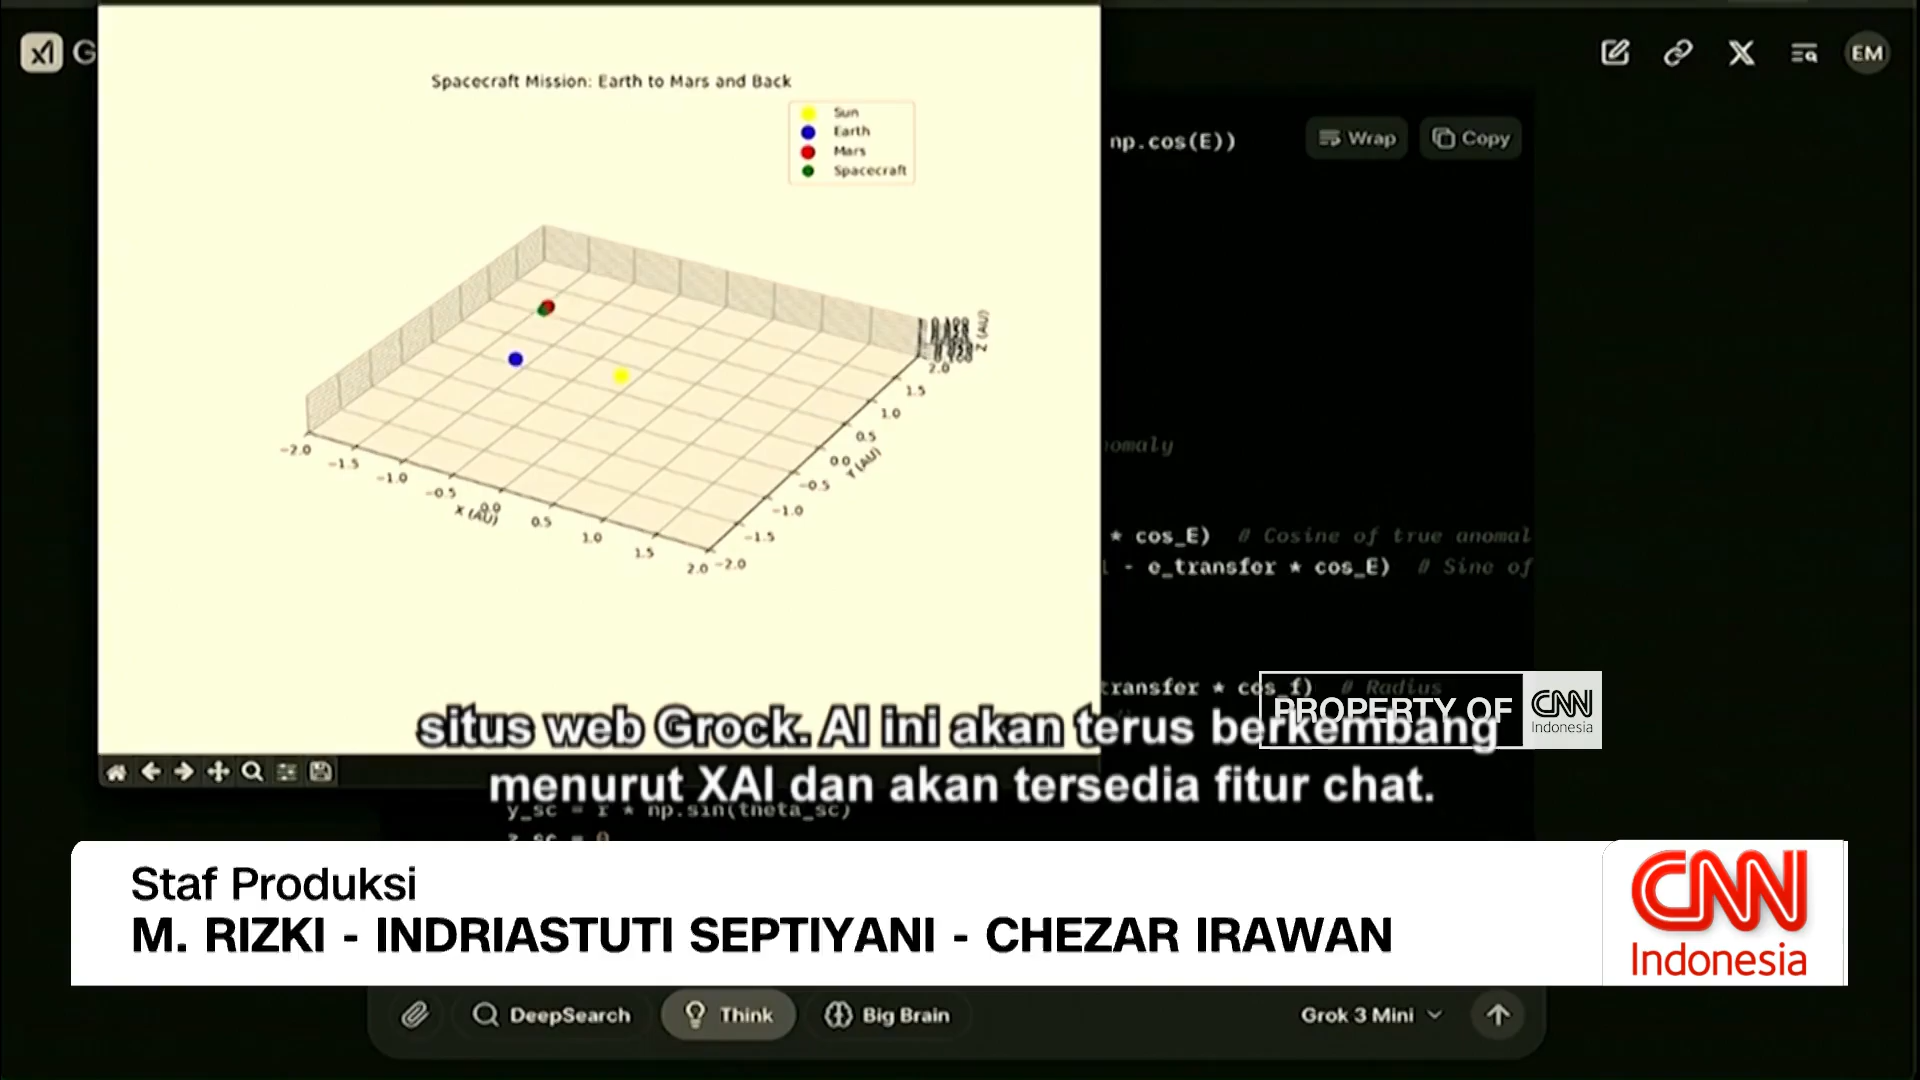 xI G
EM
Spacecraft Mission: Earth to Mars and Back
Sun
Earth
Mars
Spacecraft
np.cos(E))
Wrap
Copy
2.0
1.5
1.0
0.5
0.0
-0.5
-1.0
-1.5
-2.0
Z (AU)
Y (AU)
-2.0
-1.5
-1.0
-0.5
0.0
0.5
1.0
1.5
2.0
X (AU)
omaly
* cos_E) # Cosine of true anomal
- e_transfer * cos_E) # Sine of
transfer * cos_f) # Radius
PROPERTY OF CNN Indonesia
situs web Grock. AI ini akan terus berkembang
menurut XAI dan akan tersedia fitur chat.
y_sc = r * np.sin(theta_sc)
z_sc = 0
Staf Produksi
M. RIZKI - INDRIASTUTI SEPTIYANI - CHEZAR IRAWAN
CNN Indonesia
DeepSearch
Think
Big Brain
Grok 3 Mini